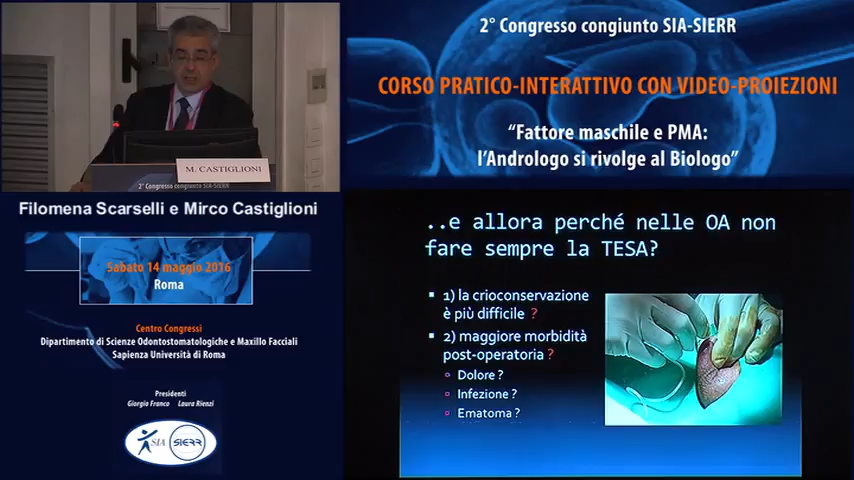 M. CASTIGLIONI
2° Congresso congiunto SIA-SIERR
Filomena Scarselli e Mirco Castiglioni
Sabato 14 maggio 2016
Roma
Centro Congressi
Dipartimento di Scienze Odontostomatologiche e Maxillo Facciali
Sapienza Università di Roma
Presidenti
Giorgio Franco Laura Rienzi
SIA
SIERR
2° Congresso congiunto SIA-SIERR
CORSO PRATICO-INTERATTIVO CON VIDEO-PROIEZIONI
“Fattore maschile e PMA:
l’Andrologo si rivolge al Biologo”
..e allora perché nelle OA non
fare sempre la TESA?
1) la crioconservazione
è più difficile ?
2) maggiore morbidità
post-operatoria ?
Dolore ?
Infezione ?
Ematoma ?